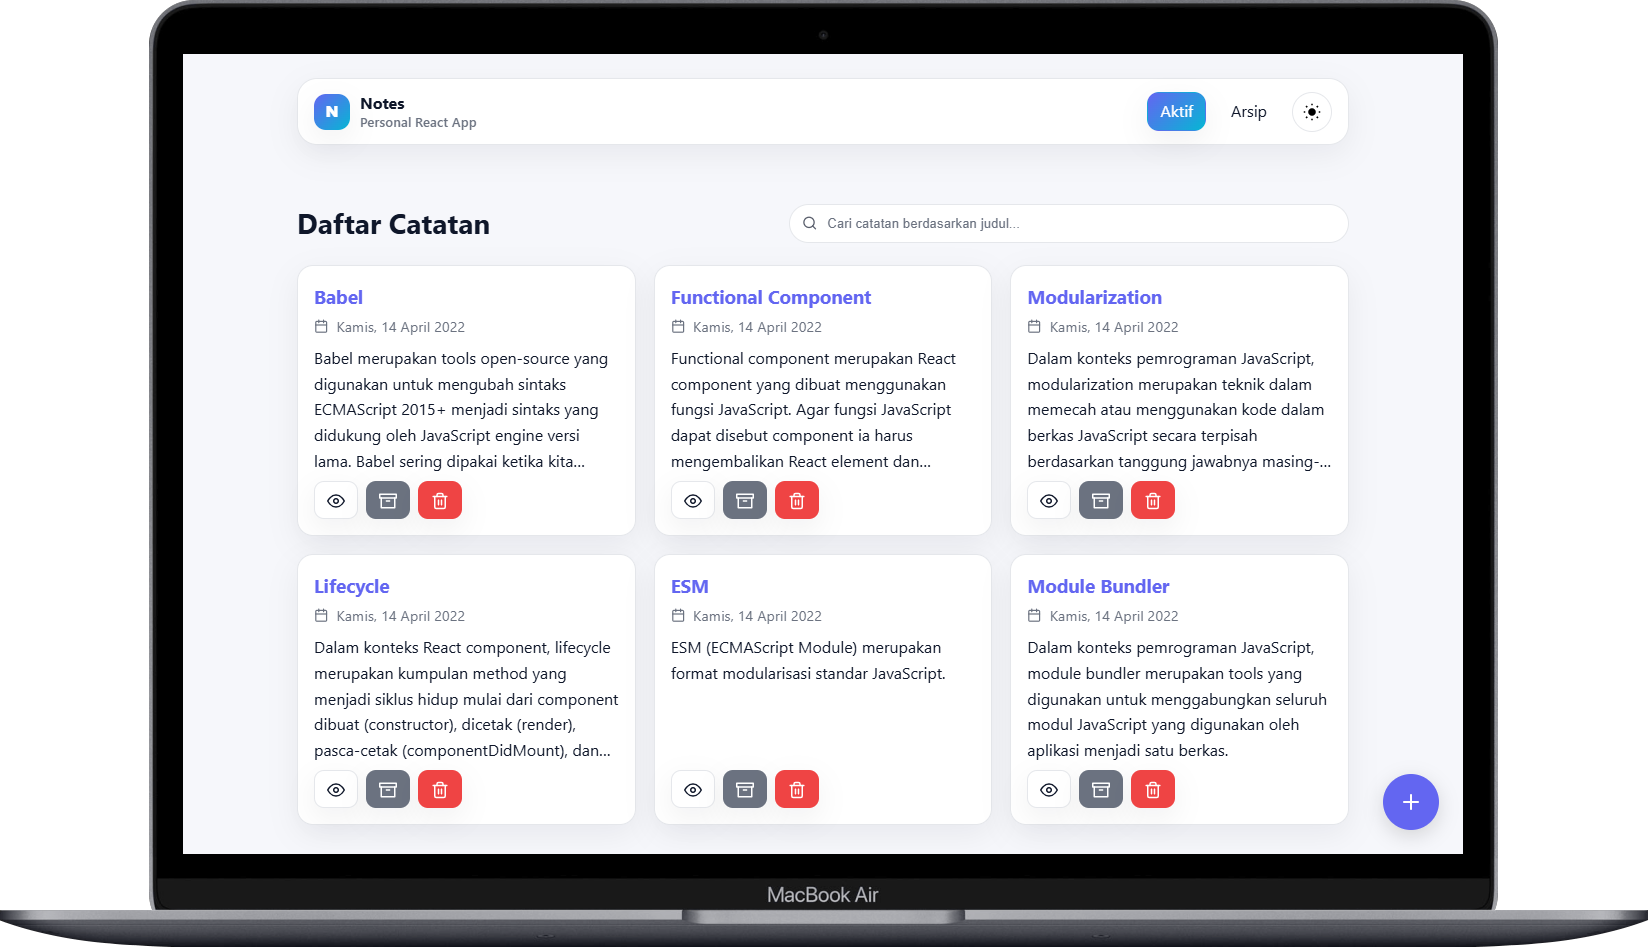 N
Notes
Personal React App
Aktif
Arsip
Daftar Catatan
Cari catatan berdasarkan judul...
Babel
Kamis, 14 April 2022
Babel merupakan tools open-source yang
digunakan untuk mengubah sintaks
ECMAScript 2015+ menjadi sintaks yang
didukung oleh JavaScript engine versi
lama. Babel sering dipakai ketika kita...
Functional Component
Kamis, 14 April 2022
Functional component merupakan React
component yang dibuat menggunakan
fungsi JavaScript. Agar fungsi JavaScript
dapat disebut component ia harus
mengembalikan React element dan...
Modularization
Kamis, 14 April 2022
Dalam konteks pemrograman JavaScript,
modularization merupakan teknik dalam
memecah atau menggunakan kode dalam
berkas JavaScript secara terpisah
berdasarkan tanggung jawabnya masing-...
Lifecycle
Kamis, 14 April 2022
Dalam konteks React component, lifecycle
merupakan kumpulan method yang
menjadi siklus hidup mulai dari component
dibuat (constructor), dicetak (render),
pasca-cetak (componentDidMount), dan...
ESM
Kamis, 14 April 2022
ESM (ECMAScript Module) merupakan
format modularisasi standar JavaScript.
Module Bundler
Kamis, 14 April 2022
Dalam konteks pemrograman JavaScript,
module bundler merupakan tools yang
digunakan untuk menggabungkan seluruh
modul JavaScript yang digunakan oleh
aplikasi menjadi satu berkas.
MacBook Air